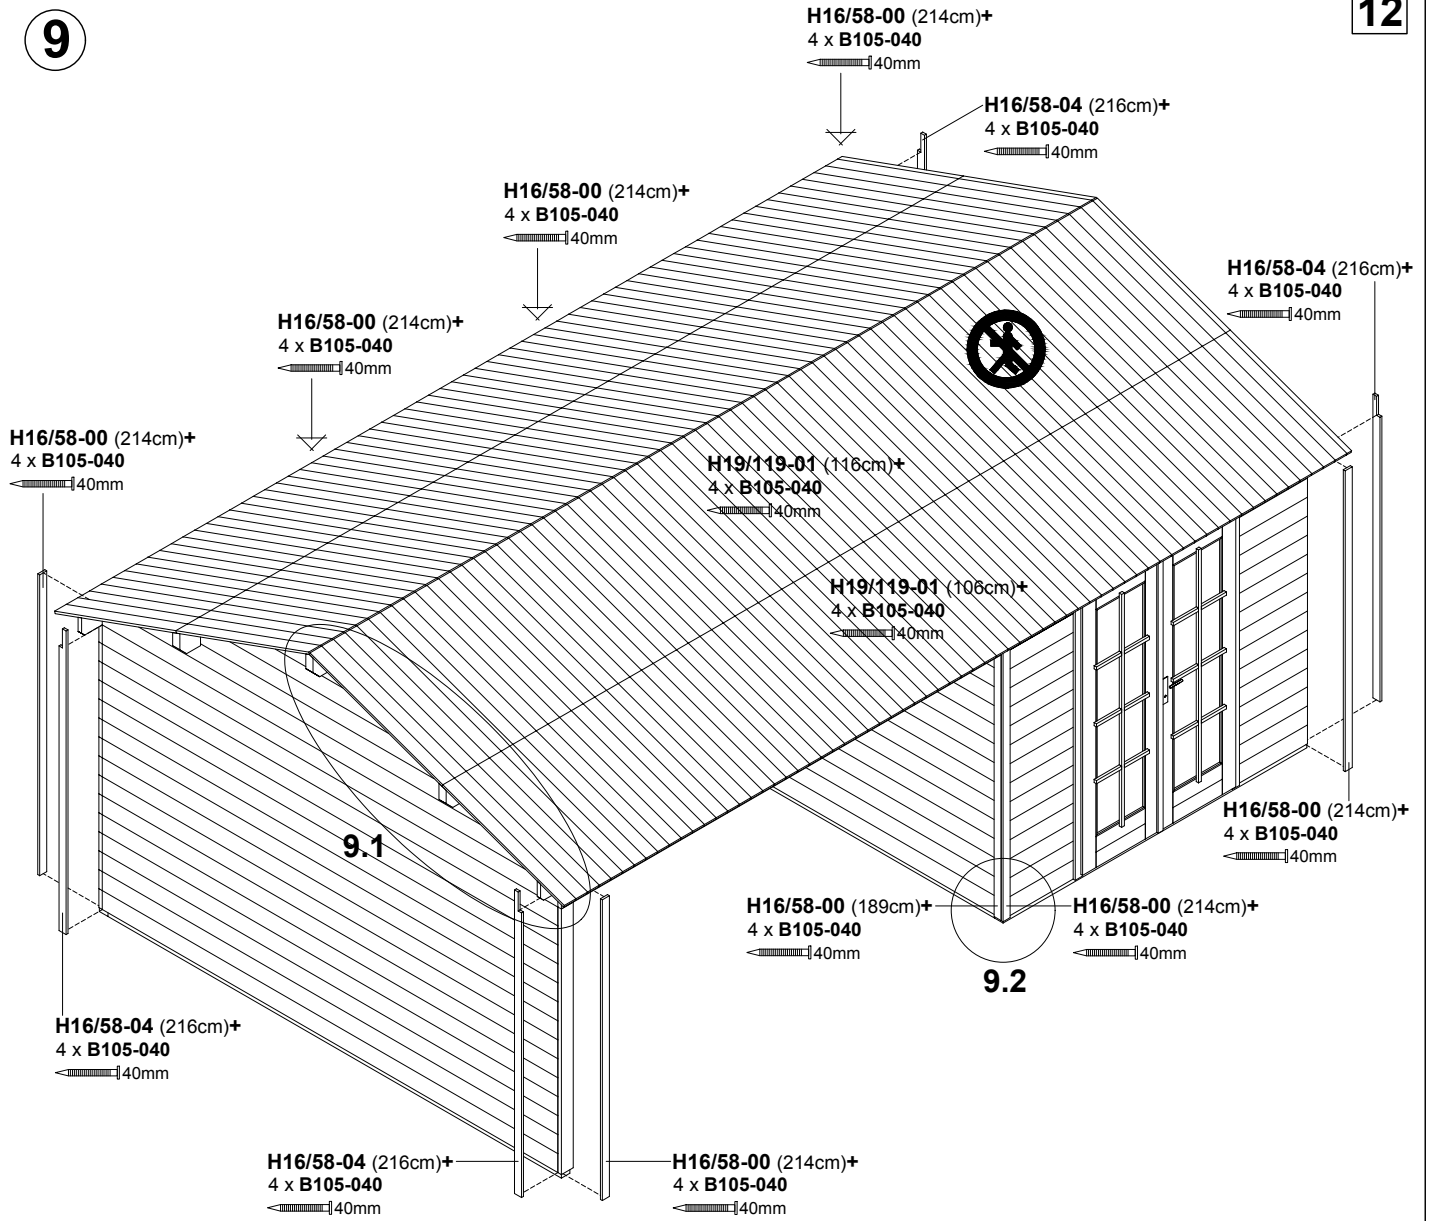 9
12
H16/58-00 (214cm)+
4 x B105-040
40mm
H16/58-04 (216cm)+
4 x B105-040
40mm
H16/58-00 (214cm)+
4 x B105-040
40mm
H16/58-04 (216cm)+
4 x B105-040
40mm
H16/58-00 (214cm)+
4 x B105-040
40mm
H16/58-00 (214cm)+
4 x B105-040
40mm
H19/119-01 (116cm)+
4 x B105-040
40mm
H19/119-01 (106cm)+
4 x B105-040
40mm
9.1
H16/58-00 (214cm)+
4 x B105-040
40mm
H16/58-00 (189cm)+
4 x B105-040
40mm
H16/58-00 (214cm)+
4 x B105-040
40mm
9.2
H16/58-04 (216cm)+
4 x B105-040
40mm
H16/58-04 (216cm)+
4 x B105-040
40mm
H16/58-00 (214cm)+
4 x B105-040
40mm